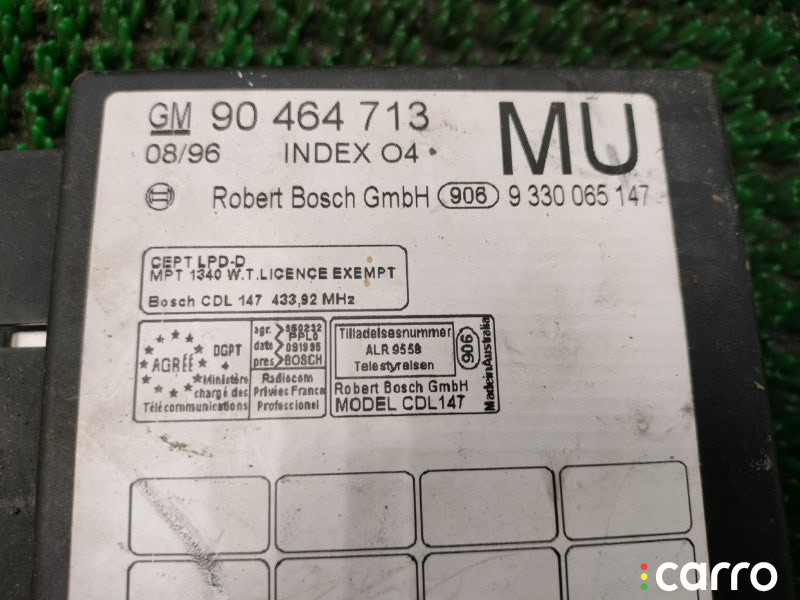 GM 90 464 713 MU
08/96 INDEX 04
Robert Bosch GmbH 906 9 330 065 147
CEPT LPD-D
MPT 1340 W.T.LICENCE EXEMPT
Bosch CDL 147 433,92 MHz
AGRÉÉ DGPT
Ministère
chargé des
Télécommunications
agr. 960232
PPL0
date 091995
pres BOSCH
Radiocom
Privées France
Professionel
Tilladelsesnummer
ALR 9558
Telestyrelsen
906
Made in Australia
Robert Bosch GmbH
MODEL CDL147
carro